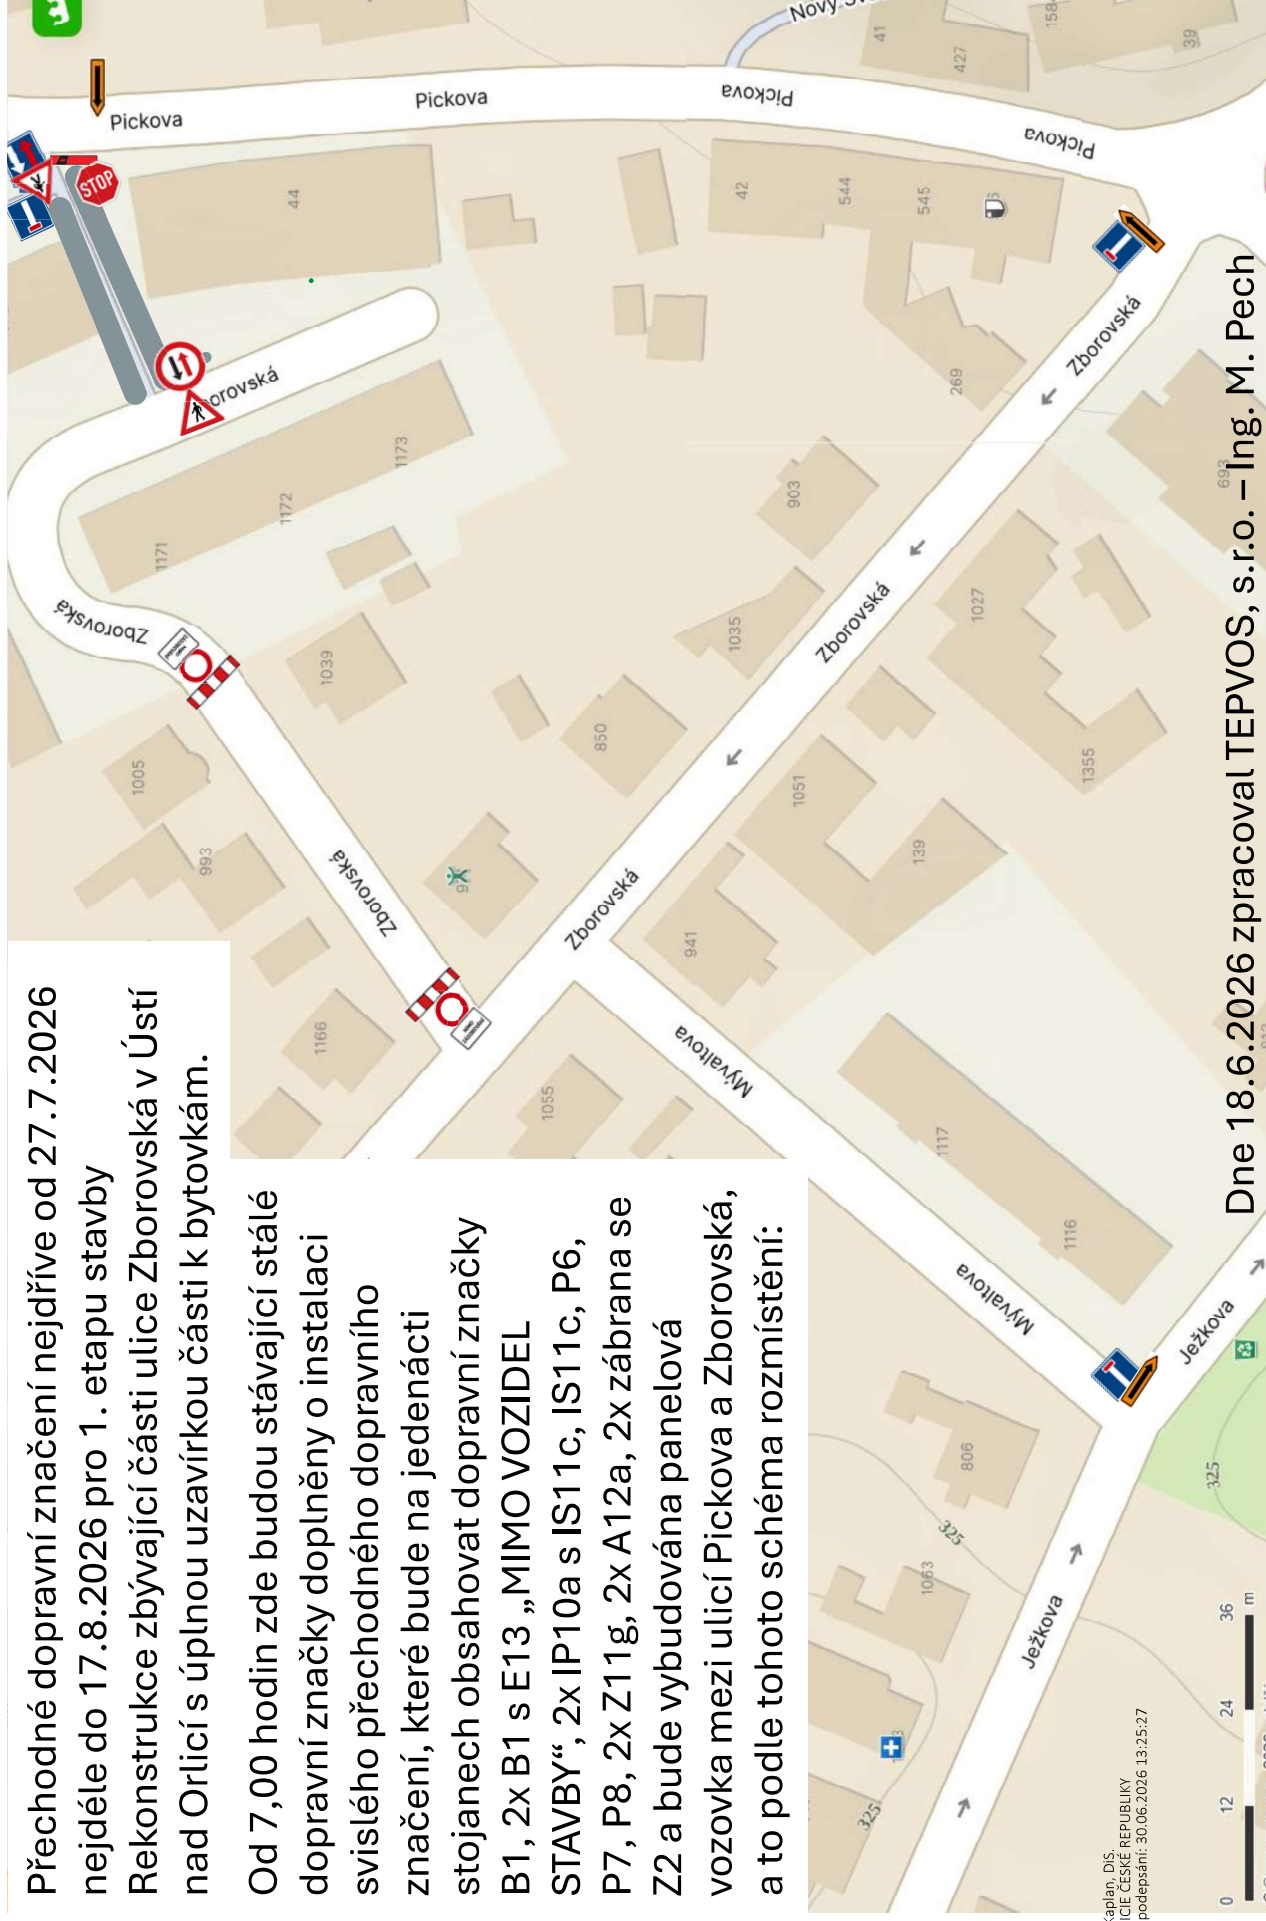 Přechodné dopravní značení nejdříve od 27.7.2026
nejdéle do 17.8.2026 pro 1. etapu stavby
Rekonstrukce zbývající části ulice Zborovská v Ústí
nad Orlicí s úplnou uzavírkou části k bytovkám.
Od 7,00 hodin zde budou stávající stálé
dopravní značky doplněny o instalaci
svislého přechodného dopravního
značení, které bude na jedenácti
stojanech obsahovat dopravní značky
B1, 2x B1 s E13 „MIMO VOZIDEL
STAVBY“, 2x IP10a s IS11c, IS11c, P6,
P7, P8, 2x Z11g, 2x A12a, 2x zábrana se
Z2 a bude vybudována panelová
vozovka mezi ulicí Pickova a Zborovská,
a to podle tohoto schéma rozmístění:
Dne 18.6.2026 zpracoval TEPVOS, s.r.o. – Ing. M. Pech
Kaplan, DiS.
ICIE ČESKÉ REPUBLIKY
podepsání: 30.06.2026 13:25:27
0 12 24 36 m
Pickova
Pickova
Pickova
Pickova
STOP
Zborovská
Zborovská
Zborovská
Zborovská
Zborovská
orovská
Mývaltova
Mývaltova
Ježkova
Ježkova
44
42
544
545
41
427
39
269
903
1035
1027
693
1173
1172
1171
1039
850
1005
993
1051
1355
139
941
1166
1055
1117
1116
806
1063
325
325
325